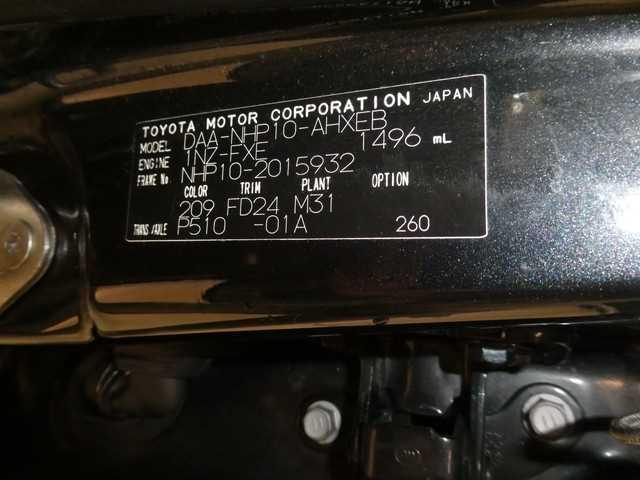 TOYOTA MOTOR CORPORATION JAPAN
MODEL DAA-NHP10-AHXEB
ENGINE 1NZ-FXE 1496 mL
FRAME No. NHP10-2015932
COLOR TRIM PLANT OPTION
209 FD24 M31
TRANS/AXLE P510 -01A 260